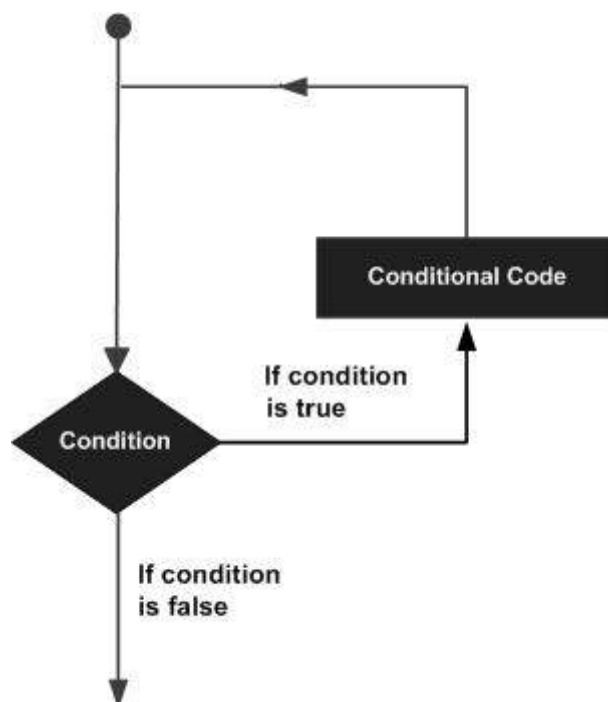 Conditional Code
If condition
is true
Condition
If condition
is false